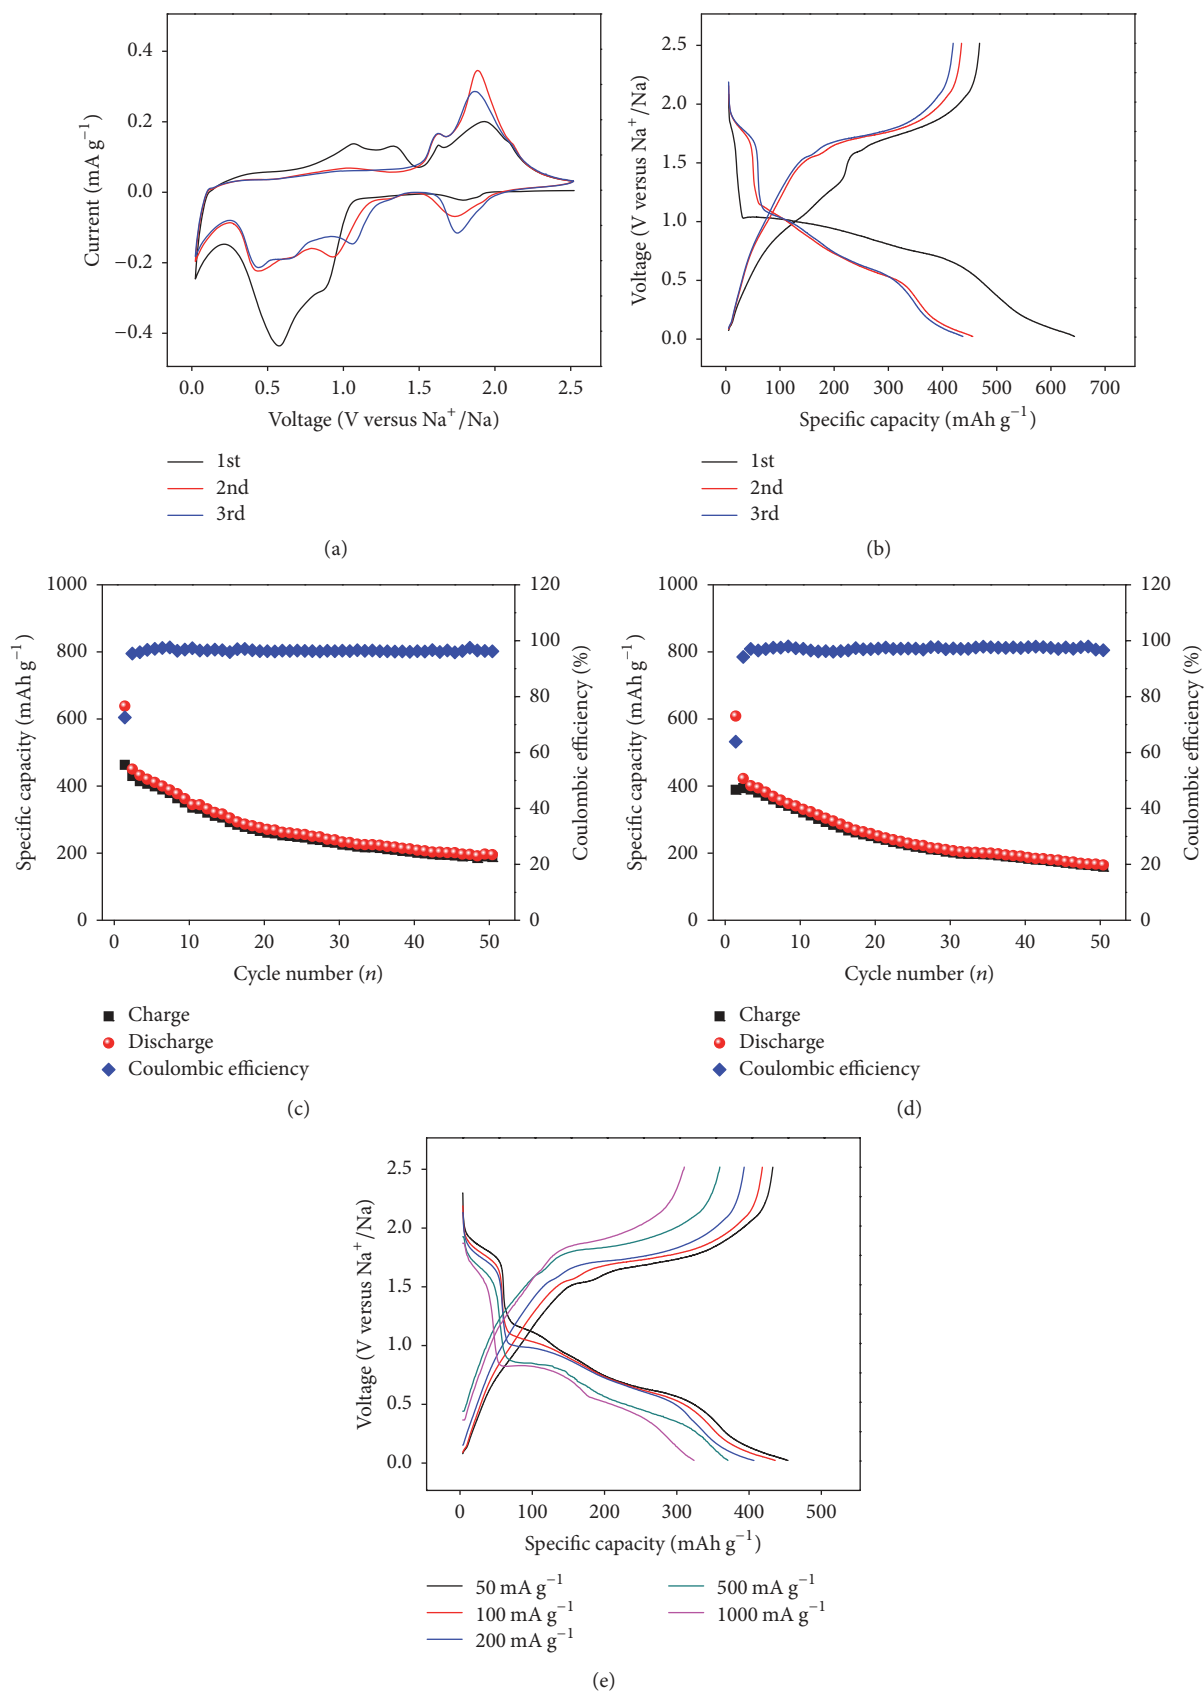 0.4
0.2
0.0
−0.2
−0.4
Current (mA g−1)
0.0 0.5 1.0 1.5 2.0 2.5
Voltage (V versus Na+/Na)
1st
2nd
3rd
(a)
2.5
2.0
1.5
1.0
0.5
0.0
Voltage (V versus Na+/Na)
0 100 200 300 400 500 600 700
Specific capacity (mAh g−1)
1st
2nd
3rd
(b)
1000
800
600
400
200
0
Specific capacity (mAh g−1)
120
100
80
60
40
20
0
Coulombic efficiency (%)
0 10 20 30 40 50
Cycle number (n)
Charge
Discharge
Coulombic efficiency
(c)
1000
800
600
400
200
0
Specific capacity (mAh g−1)
120
100
80
60
40
20
0
Coulombic efficiency (%)
0 10 20 30 40 50
Cycle number (n)
Charge
Discharge
Coulombic efficiency
(d)
2.5
2.0
1.5
1.0
0.5
0.0
Voltage (V versus Na+/Na)
0 100 200 300 400 500
Specific capacity (mAh g−1)
50 mA g−1
100 mA g−1
200 mA g−1
500 mA g−1
1000 mA g−1
(e)